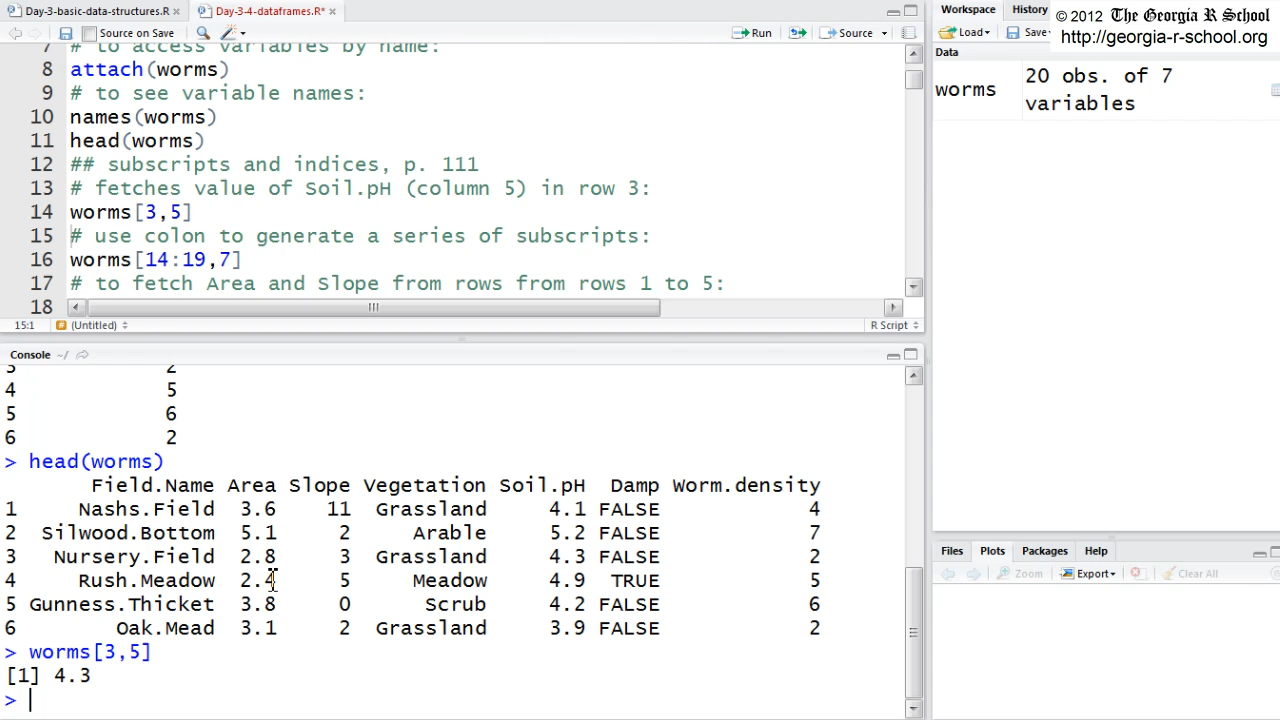 Day-3-basic-data-structures.R
Day-3-4-dataframes.R*
Source on Save
Run
Source
7 # to access variables by name:
8 attach(worms)
9 # to see variable names:
10 names(worms)
11 head(worms)
12 ## subscripts and indices, p. 111
13 # fetches value of Soil.pH (column 5) in row 3:
14 worms[3,5]
15 # use colon to generate a series of subscripts:
16 worms[14:19,7]
17 # to fetch Area and Slope from rows from rows 1 to 5:
18
15:1 (Untitled) R Script
Console ~/
3 2
4 5
5 6
6 2
> head(worms)
Field.Name Area Slope Vegetation Soil.pH Damp Worm.density
1 Nashs.Field 3.6 11 Grassland 4.1 FALSE 4
2 Silwood.Bottom 5.1 2 Arable 5.2 FALSE 7
3 Nursery.Field 2.8 3 Grassland 4.3 FALSE 2
4 Rush.Meadow 2.4 5 Meadow 4.9 TRUE 5
5 Gunness.Thicket 3.8 0 Scrub 4.2 FALSE 6
6 Oak.Mead 3.1 2 Grassland 3.9 FALSE 2
> worms[3,5]
[1] 4.3
>
Workspace History
© 2012 The Georgia R School
http://georgia-r-school.org
Load Save
Data
worms 20 obs. of 7
variables
Files Plots Packages Help
Zoom Export Clear All